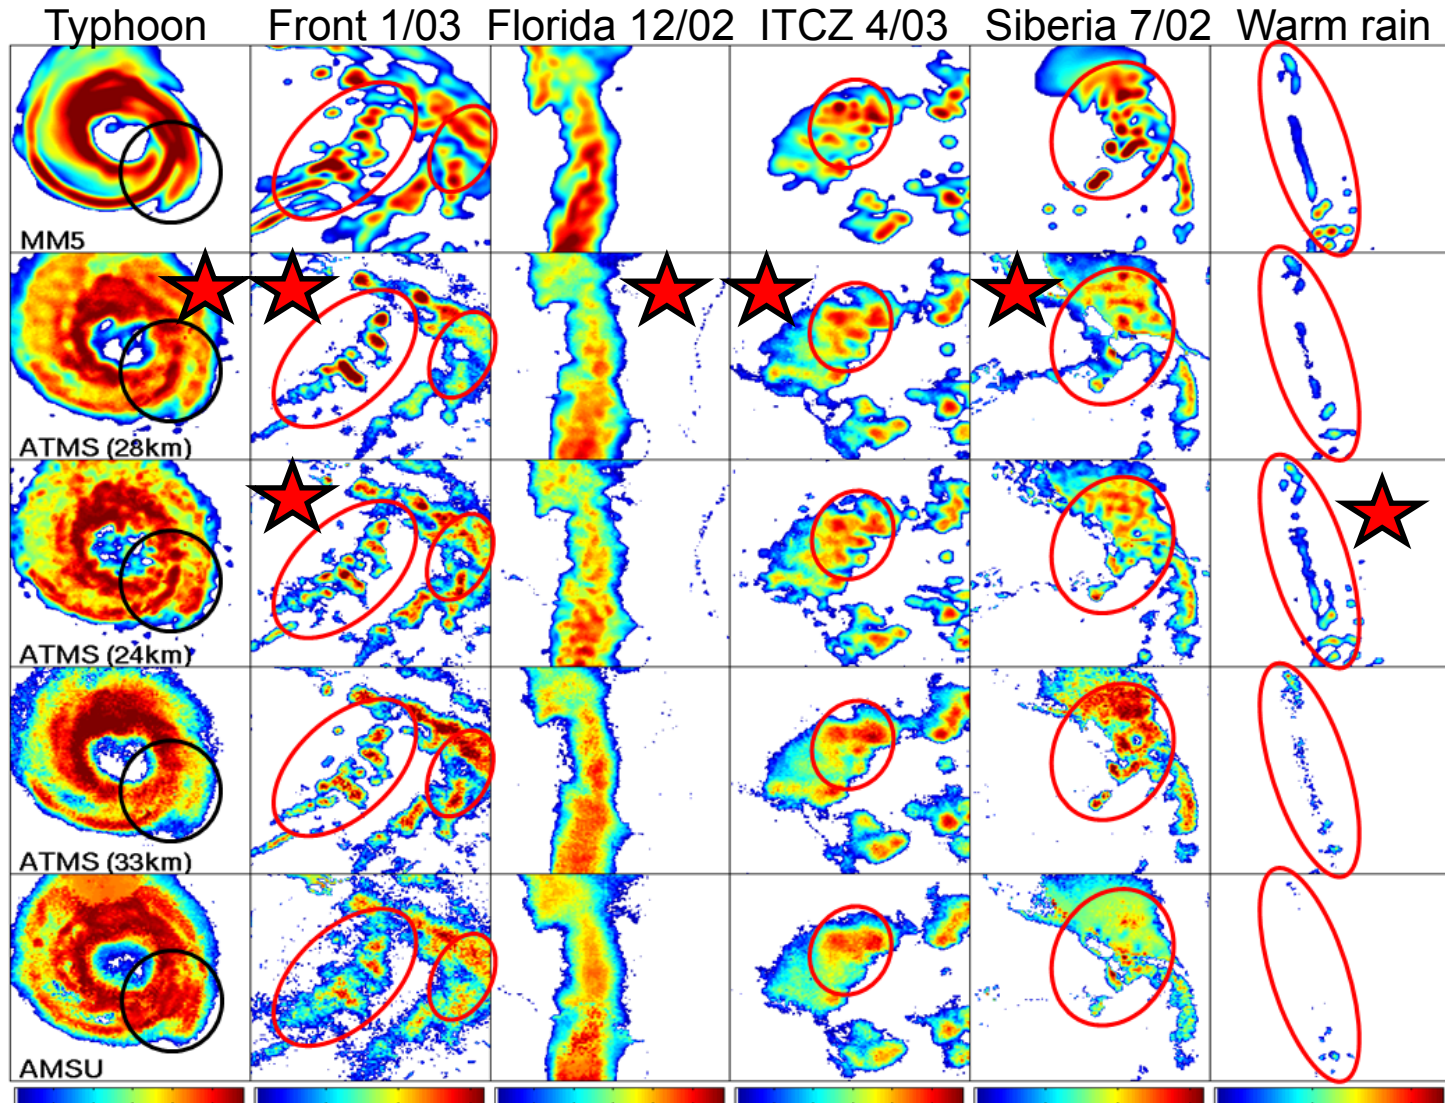 Typhoon Front 1/03 Florida 12/02 ITCZ 4/03 Siberia 7/02 Warm rain
MM5
ATMS (28km)
ATMS (24km)
ATMS (33km)
AMSU